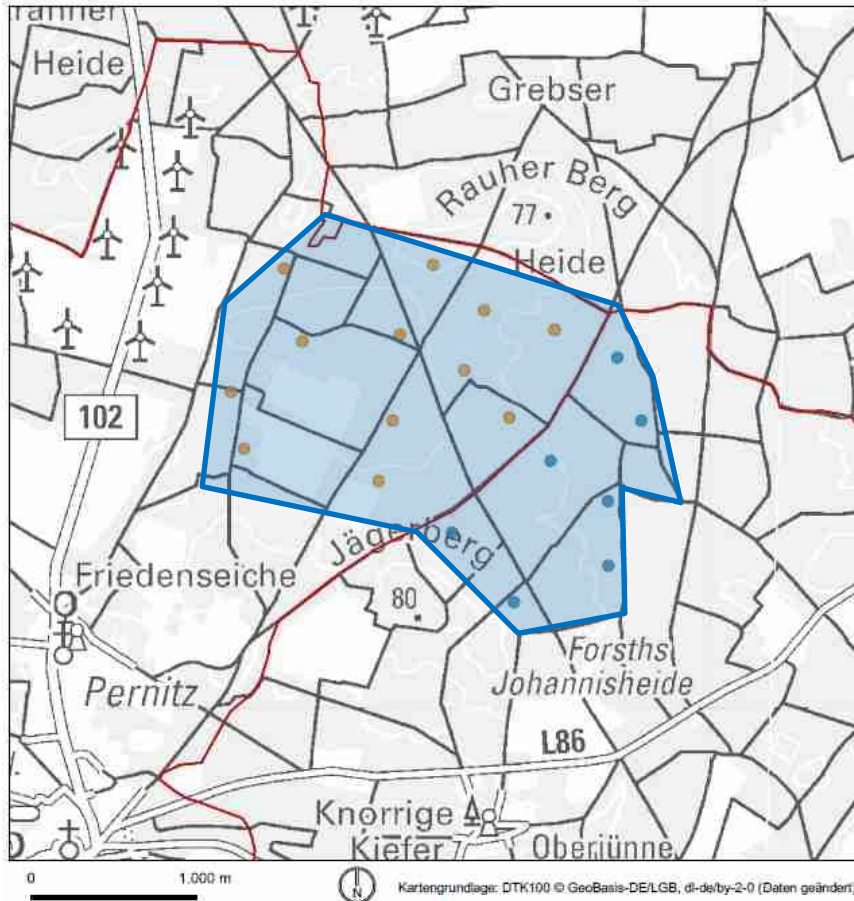 Heide
Grebser
Rauher Berg
77
Heide
102
Jägerberg
Friedenseiche
80
Pernitz
Forsths
Johannisheide
L86
Knorrige
Kiefer
Oberjünne
0 1.000 m
N
Kartengrundlage: DTK100 © GeoBasis-DE/LGB, dl-de/by-2-0 (Daten geändert)